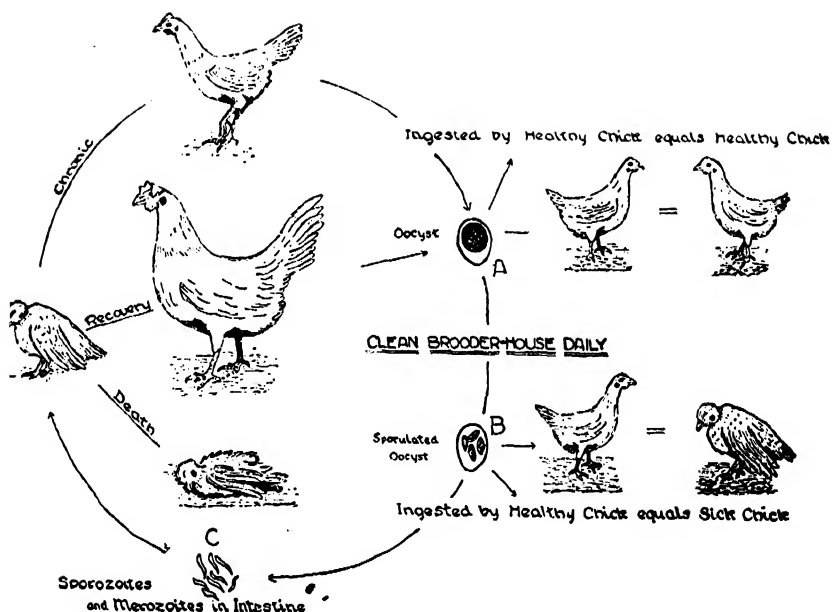 Chronic
Ingested by Healthy Chick equals Healthy Chick
Oocyst
=
A
Recovery
CLEAN BROODER-HOUSE DAILY
Death
B
Sporulated
Oocyst
=
Ingested by Healthy Chick equals Sick Chick
C
Sporozoites
and Merozoites in Intestine